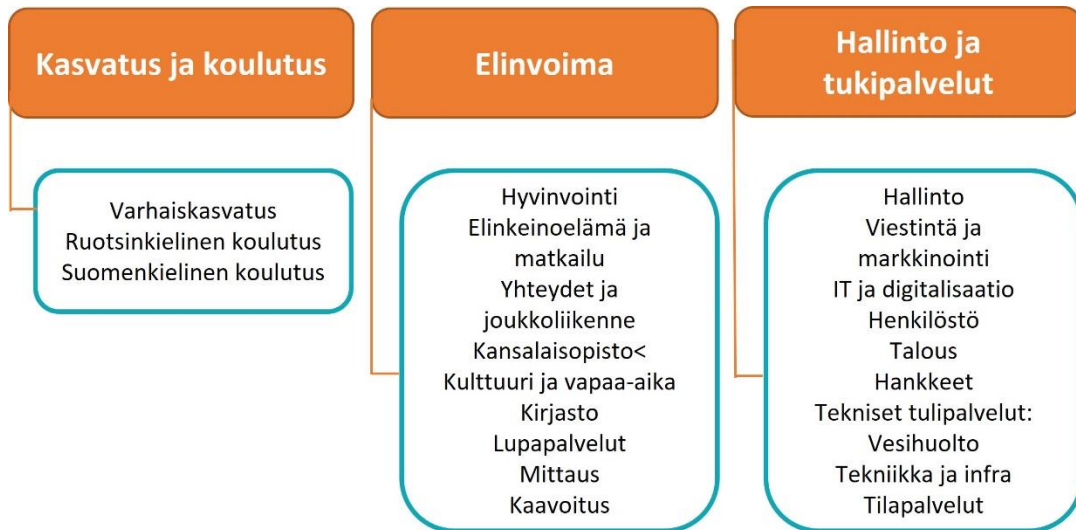 Kasvatus ja koulutus
Varhaiskasvatus
Ruotsinkielinen koulutus
Suomenkielinen koulutus
Elinvoima
Hyvinvointi
Elinkeinoelämä ja
matkailu
Yhteydet ja
joukkoliikenne
Kansalaisopisto<
Kulttuuri ja vapaa-aika
Kirjasto
Lupapalvelut
Mittaus
Kaavoitus
Hallinto ja
tukipalvelut
Hallinto
Viestintä ja
markkinointi
IT ja digitalisaatio
Henkilöstö
Talous
Hankkeet
Tekniset tulipalvelut:
Vesihuolto
Tekniikka ja infra
Tilapalvelut